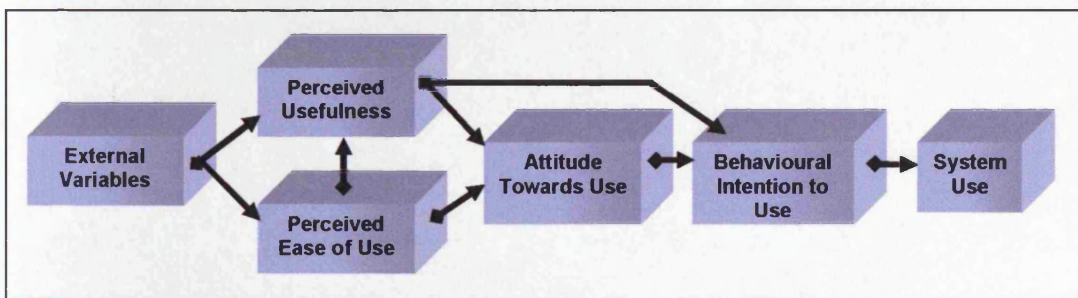 External
Variables
Perceived
Usefulness
Perceived
Ease of Use
Attitude
Towards Use
Behavioural
Intention to
Use
System
Use